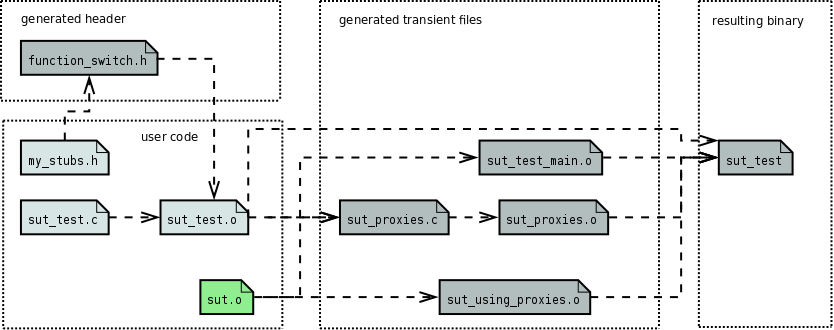 generated header
generated transient files
resulting binary
function_switch.h
user code
my_stubs.h
sut_test_main.o
sut_test
sut_test.c
sut_test.o
sut_proxies.c
sut_proxies.o
sut.o
sut_using_proxies.o